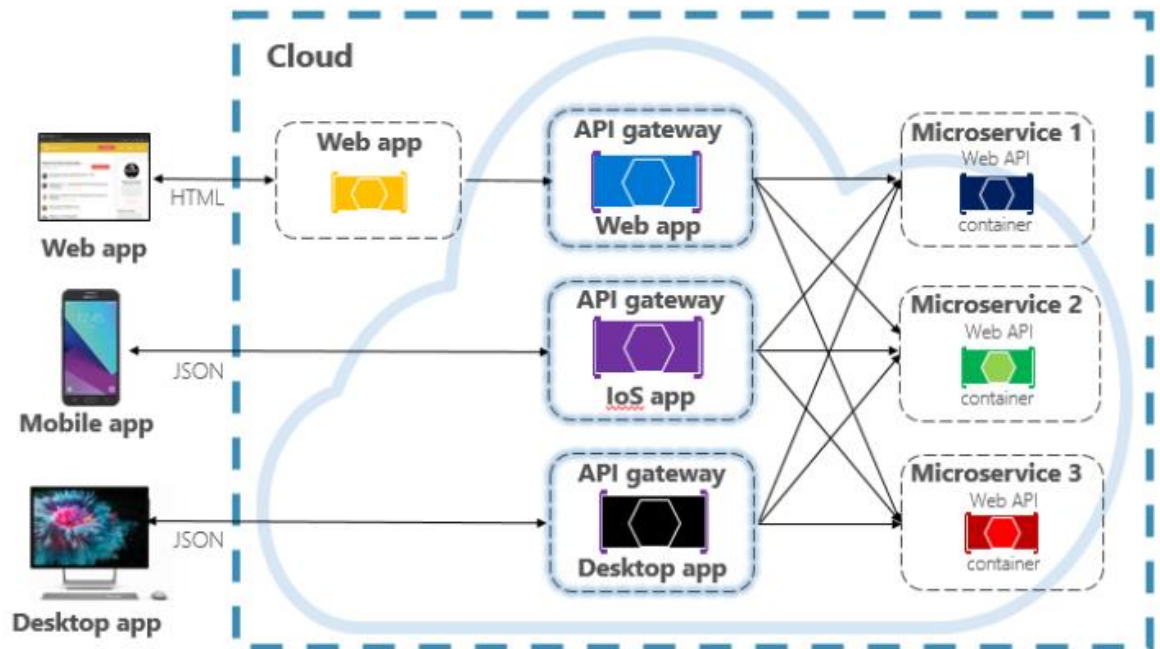 Cloud
Web app
HTML
Web app
API gateway
Web app
Microservice 1
Web API
container
Mobile app
JSON
API gateway
IoS app
Microservice 2
Web API
container
Desktop app
JSON
API gateway
Desktop app
Microservice 3
Web API
container